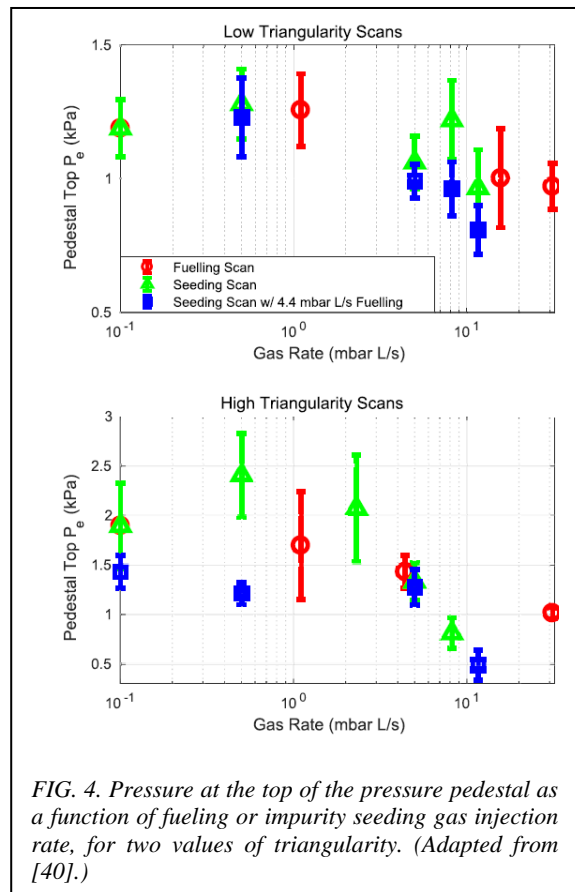 Low Triangularity Scans
1.5
1
0.5
Pedestal Top P_e (kPa)
Fuelling Scan
Seeding Scan
Seeding Scan w/ 4.4 mbar L/s Fuelling
10^-1 10^0 10^1
Gas Rate (mbar L/s)
High Triangularity Scans
3
2.5
2
1.5
1
0.5
Pedestal Top P_e (kPa)
10^-1 10^0 10^1
Gas Rate (mbar L/s)
FIG. 4. Pressure at the top of the pressure pedestal as
a function of fueling or impurity seeding gas injection
rate, for two values of triangularity. (Adapted from
[40].)